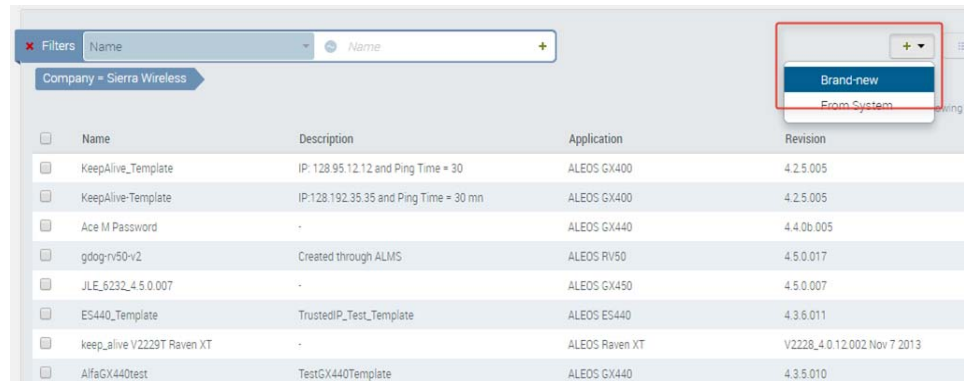 Filters Name Name +
+
Company = Sierra Wireless
Brand-new
From System
wing
Name Description Application Revision
KeepAlive_Template IP: 128.95.12.12 and Ping Time = 30 ALEOS GX400 4.2.5.005
KeepAlive-Template IP:128.192.35.35 and Ping Time = 30 mn ALEOS GX400 4.2.5.005
Ace M Password - ALEOS GX440 4.4.0b.005
gdog-rv50-v2 Created through ALMS ALEOS RV50 4.5.0.017
JLE_6232_4.5.0.007 - ALEOS GX450 4.5.0.007
ES440_Template TrustedIP_Test_Template ALEOS ES440 4.3.6.011
keep_alive V2229T Raven XT - ALEOS Raven XT V2228_4.0.12.002 Nov 7 2013
AlfaGX440test TestGX440Template ALEOS GX440 4.3.5.010